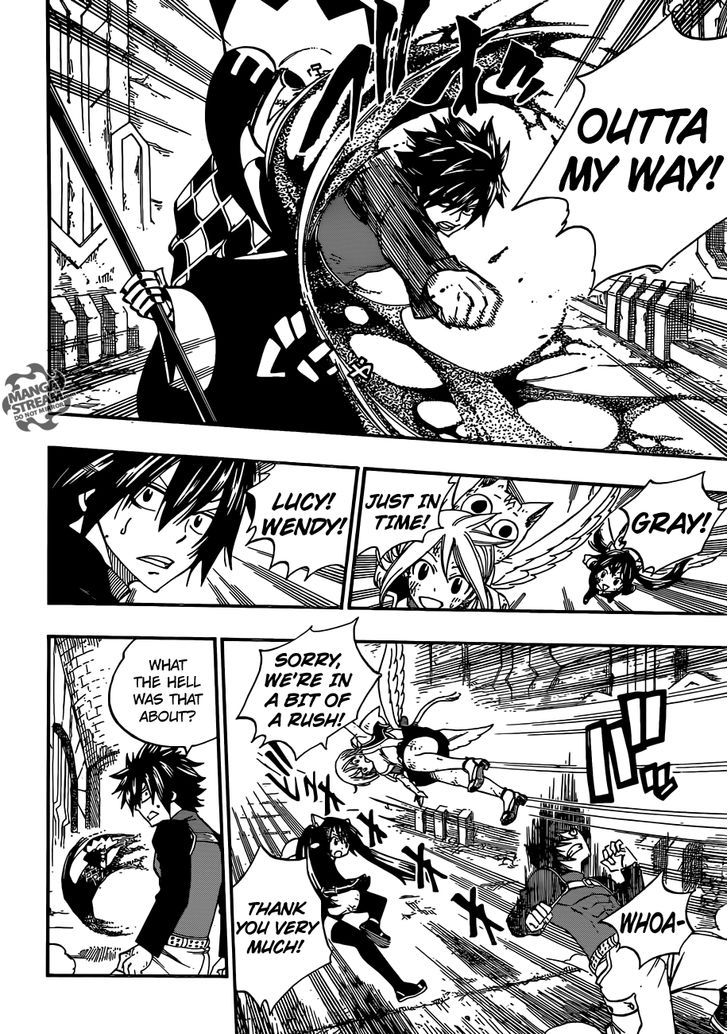 OUTTA
MY WAY!
MANGA
STREAM
DO NOT MIRROR
GRAY!
JUST IN
TIME!
LUCY!
WENDY!
WHOA-
SORRY,
WE'RE IN
A BIT OF
A RUSH!
THANK
YOU VERY
MUCH!
WHAT
THE HELL
WAS THAT
ABOUT?